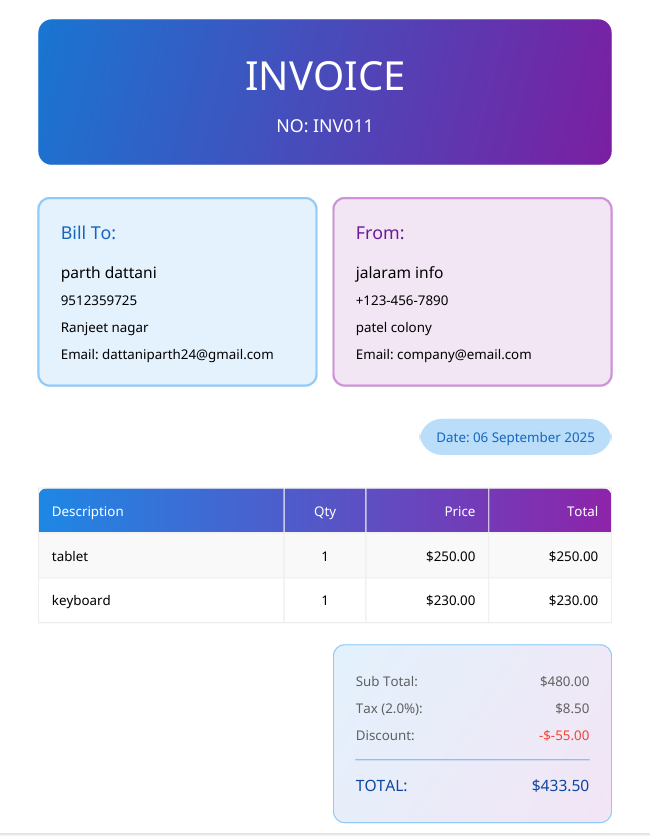 INVOICE
NO: INV011
Bill To:
parth dattani
9512359725
Ranjeet nagar
Email: dattaniparth24@gmail.com
From:
jalaram info
+123-456-7890
patel colony
Email: company@email.com
Date: 06 September 2025
Description Qty Price Total
tablet 1 $250.00 $250.00
keyboard 1 $230.00 $230.00
Sub Total: $480.00
Tax (2.0%): $8.50
Discount: -$-55.00
TOTAL: $433.50